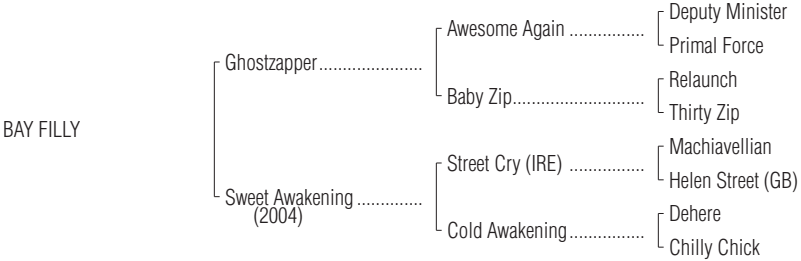 Deputy Minister
Awesome Again ................
Primal Force
Ghostzapper......................
Relaunch
Baby Zip............................
Thirty Zip
BAY FILLY
Machiavellian
Street Cry (IRE) ................
Helen Street (GB)
Sweet Awakening ..............
(2004)
Dehere
Cold Awakening................
Chilly Chick